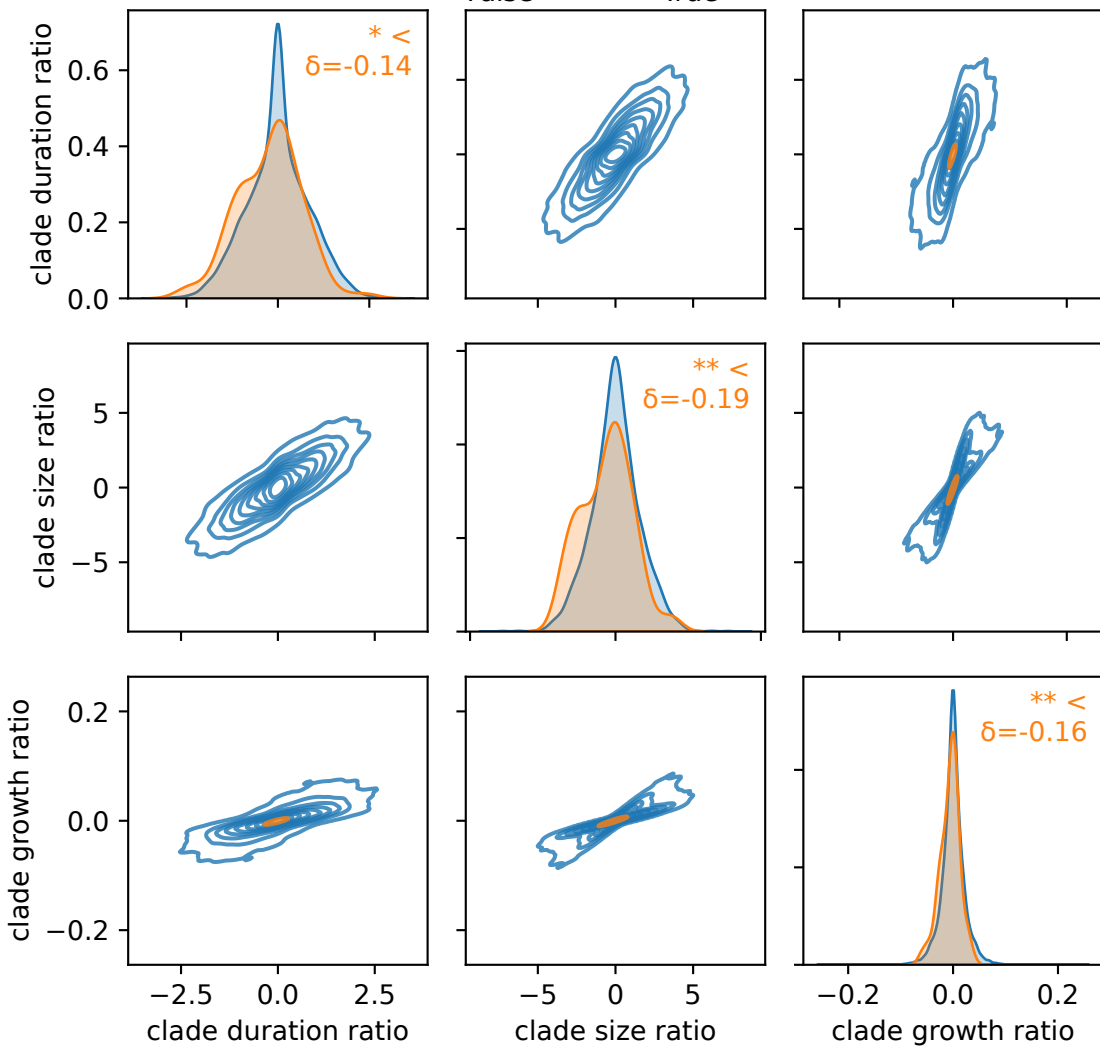 clade duration ratio
0.6
0.4
0.2
0.0
* <
δ=-0.14
clade size ratio
5
0
−5
** <
δ=-0.19
clade growth ratio
0.2
0.0
−0.2
** <
δ=-0.16
−2.5 0.0 2.5
clade duration ratio
−5 0 5
clade size ratio
−0.2 0.0 0.2
clade growth ratio